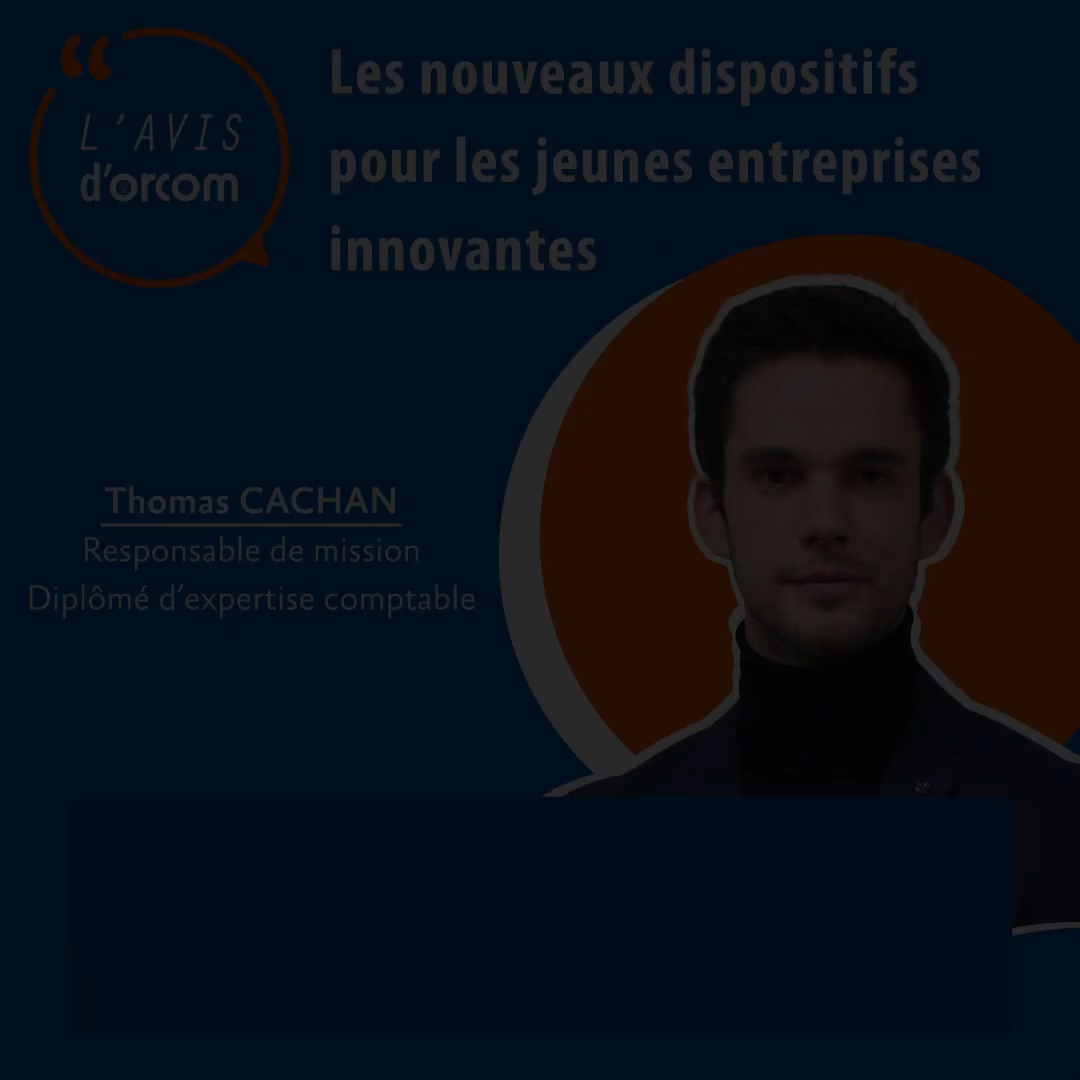 “
L’AVIS
d’orcom
Les nouveaux dispositifs
pour les jeunes entreprises
innovantes
Thomas CACHAN
Responsable de mission
Diplômé d’expertise comptable